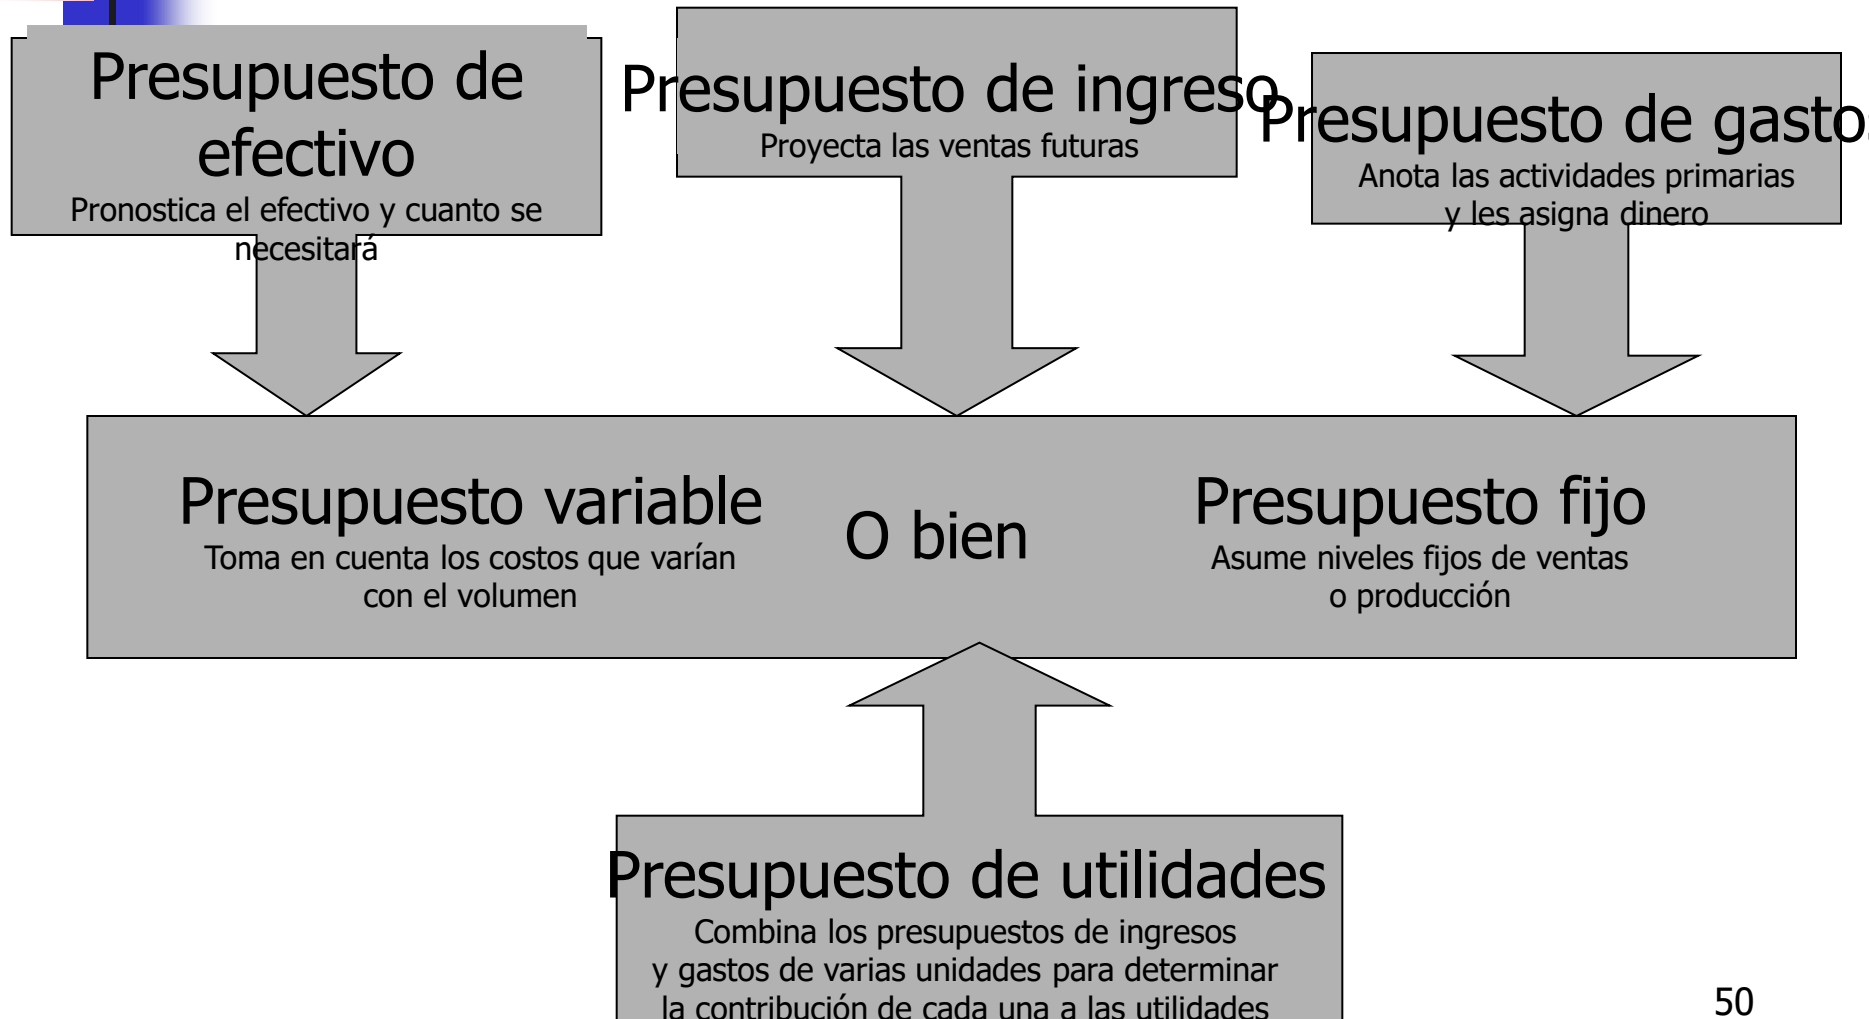 Presupuesto de
efectivo
Pronostica el efectivo y cuanto se
necesitará
Presupuesto de ingreso
Proyecta las ventas futuras
Presupuesto de gastos
Anota las actividades primarias
y les asigna dinero
Presupuesto variable
Toma en cuenta los costos que varían
con el volumen
O bien
Presupuesto fijo
Asume niveles fijos de ventas
o producción
Presupuesto de utilidades
Combina los presupuestos de ingresos
y gastos de varias unidades para determinar
la contribución de cada una a las utilidades
50